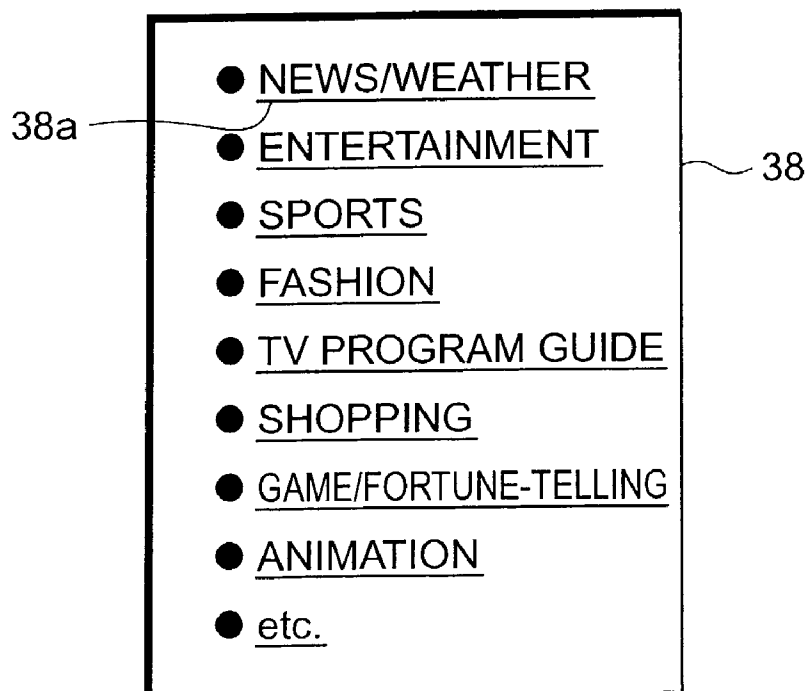 ● NEWS/WEATHER
38a
● ENTERTAINMENT
38
● SPORTS
● FASHION
● TV PROGRAM GUIDE
● SHOPPING
● GAME/FORTUNE-TELLING
● ANIMATION
● etc.